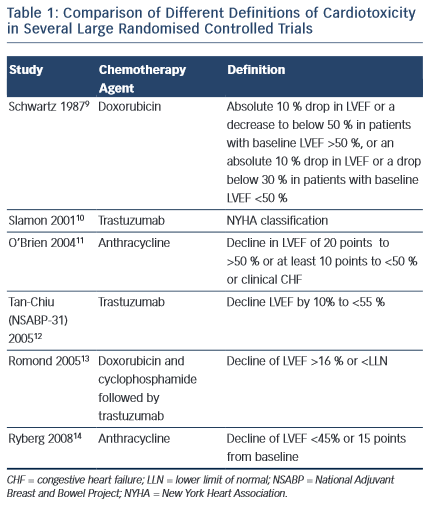 Table 1: Comparison of Different Definitions of Cardiotoxicity
in Several Large Randomised Controlled Trials
Study Chemotherapy Definition
Agent
Schwartz 1987⁹ Doxorubicin Absolute 10 % drop in LVEF or a
decrease to below 50 % in patients
with baseline LVEF >50 %, or an
absolute 10 % drop in LVEF or a drop
below 30 % in patients with baseline
LVEF <50 %
Slamon 2001¹⁰ Trastuzumab NYHA classification
O'Brien 2004¹¹ Anthracycline Decline in LVEF of 20 points to
>50 % or at least 10 points to <50 %
or clinical CHF
Tan-Chiu Trastuzumab Decline LVEF by 10% to <55 %
(NSABP-31)
2005¹²
Romond 2005¹³ Doxorubicin and Decline of LVEF >16 % or <LLN
cyclophosphamide
followed by
trastuzumab
Ryberg 2008¹⁴ Anthracycline Decline of LVEF <45% or 15 points
from baseline
CHF = congestive heart failure; LLN = lower limit of normal; NSABP = National Adjuvant
Breast and Bowel Project; NYHA = New York Heart Association.